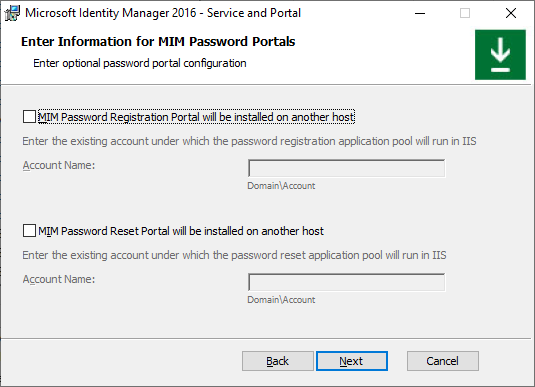 Microsoft Identity Manager 2016 - Service and Portal
Enter Information for MIM Password Portals
Enter optional password portal configuration
MIM Password Registration Portal will be installed on another host
Enter the existing account under which the password registration application pool will run in IIS
Account Name:
Domain\Account
MIM Password Reset Portal will be installed on another host
Enter the existing account under which the password reset application pool will run in IIS
Account Name:
Domain\Account
Back Next Cancel